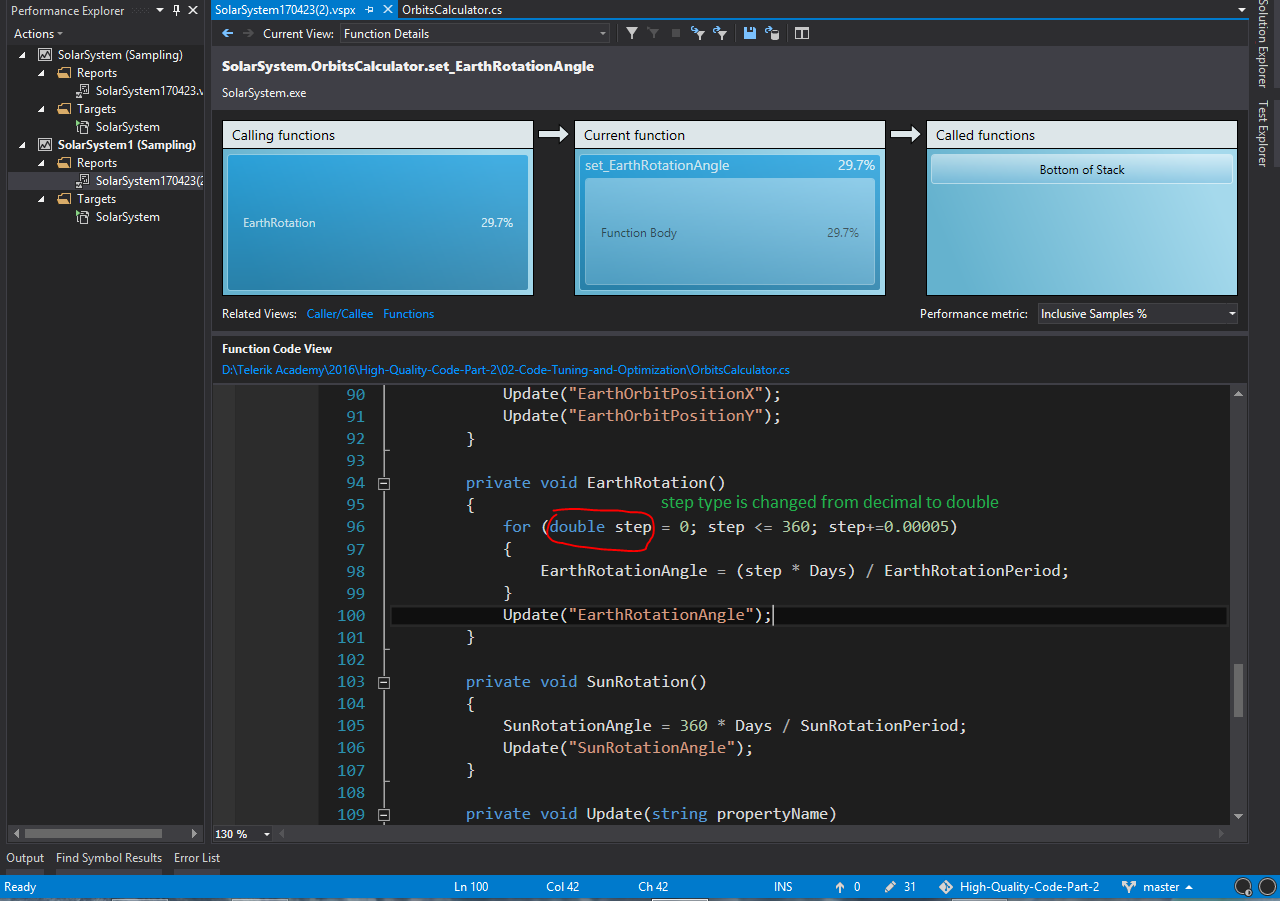 Performance Explorer
Actions
SolarSystem (Sampling)
Reports
SolarSystem170423.v
Targets
SolarSystem
SolarSystem1 (Sampling)
Reports
SolarSystem170423(2
Targets
SolarSystem
SolarSystem170423(2).vspx
OrbitsCalculator.cs
Current View: Function Details
SolarSystem.OrbitsCalculator.set_EarthRotationAngle
SolarSystem.exe
Calling functions
EarthRotation 29.7%
Current function
set_EarthRotationAngle 29.7%
Function Body 29.7%
Called functions
Bottom of Stack
Related Views: Caller/Callee Functions
Performance metric: Inclusive Samples %
Function Code View
D:\Telerik Academy\2016\High-Quality-Code-Part-2\02-Code-Tuning-and-Optimization\OrbitsCalculator.cs
90 Update("EarthOrbitPositionX");
91 Update("EarthOrbitPositionY");
92 }
93
94 private void EarthRotation()
95 { step type is changed from decimal to double
96 for (double step = 0; step <= 360; step+=0.00005)
97 {
98 EarthRotationAngle = (step * Days) / EarthRotationPeriod;
99 }
100 Update("EarthRotationAngle");
101 }
102
103 private void SunRotation()
104 {
105 SunRotationAngle = 360 * Days / SunRotationPeriod;
106 Update("SunRotationAngle");
107 }
108
109 private void Update(string propertyName)
130 %
Solution Explorer
Test Explorer
Output Find Symbol Results Error List
Ready Ln 100 Col 42 Ch 42 INS 0 31 High-Quality-Code-Part-2 master